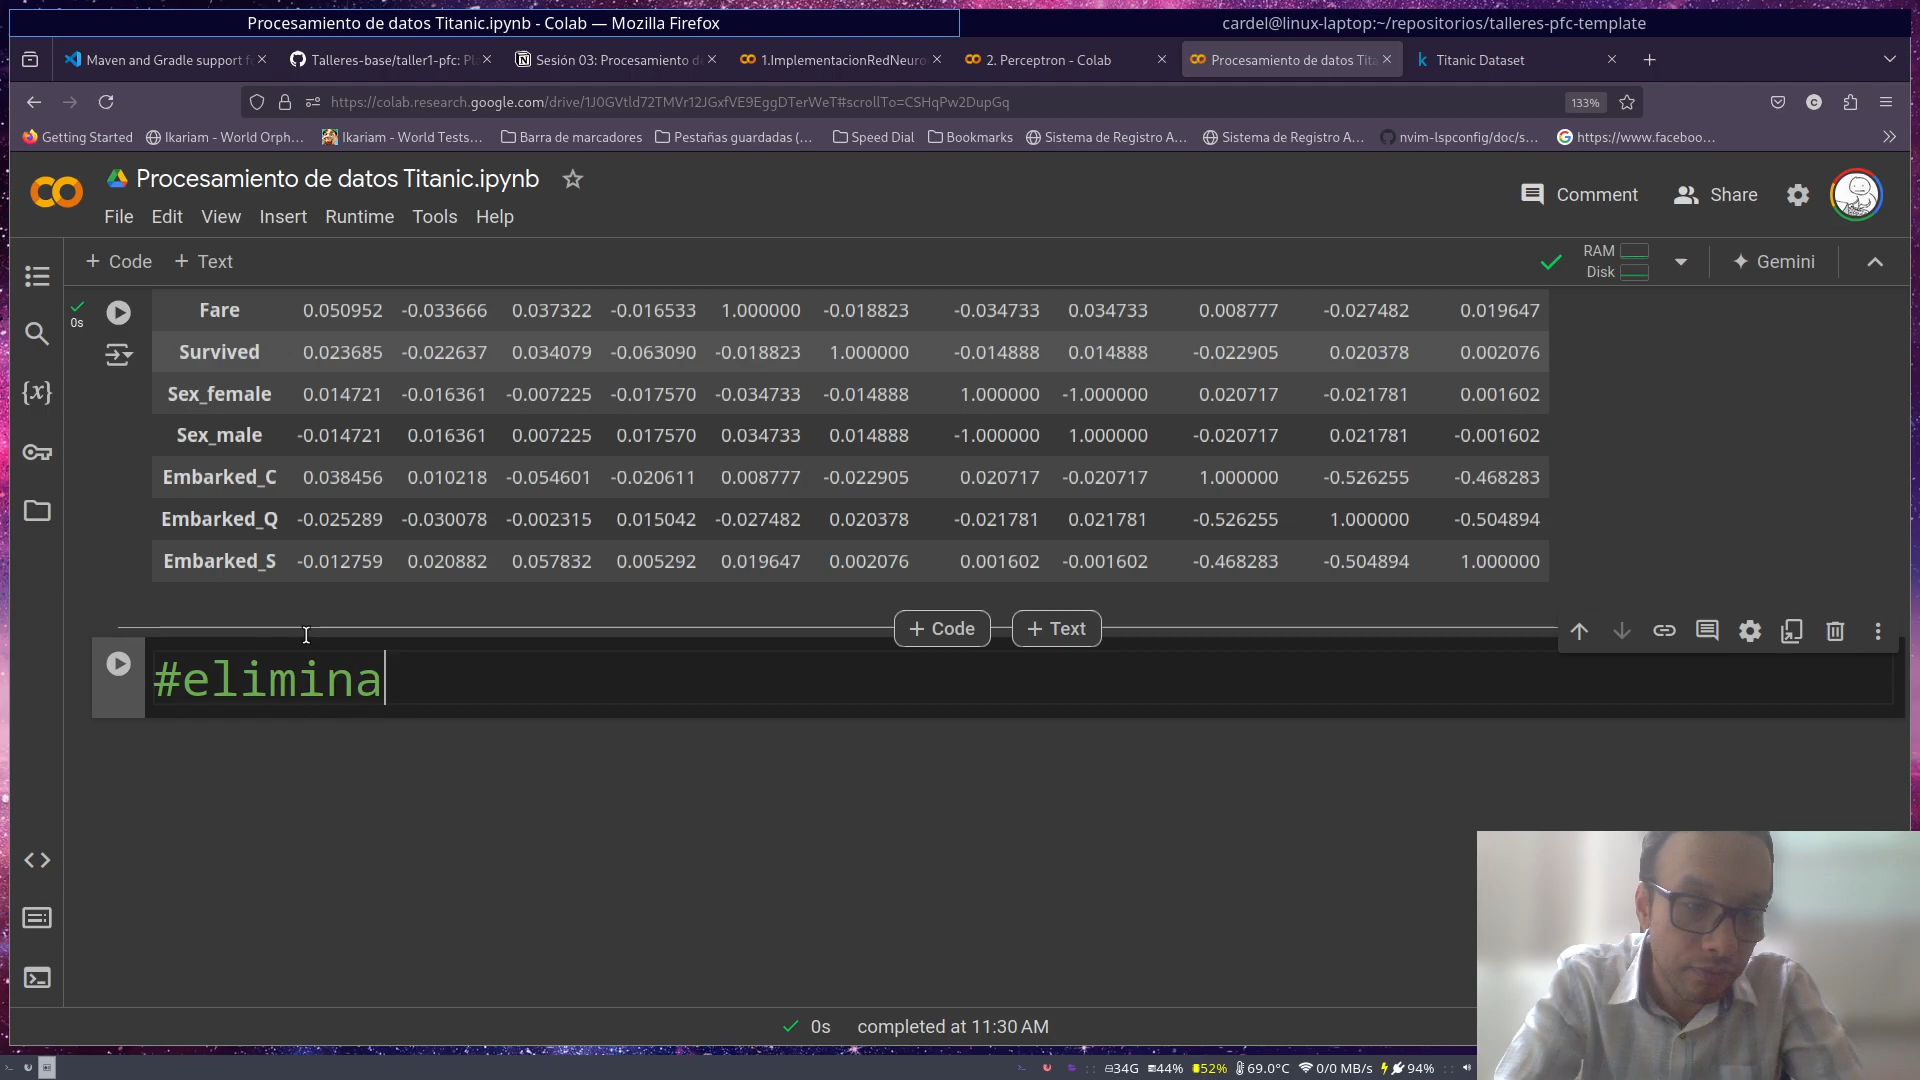 Procesamiento de datos Titanic.ipynb - Colab — Mozilla Firefox
cardel@linux-laptop:~/repositorios/talleres-pfc-template
Maven and Gradle support f
Talleres-base/taller1-pfc: Pl
Sesión 03: Procesamiento d
1.ImplementacionRedNeuro
2. Perceptron - Colab
Procesamiento de datos Tita
Titanic Dataset
https://colab.research.google.com/drive/1J0GVtld72TMVr12JGxfVE9EggDTerWeT#scrollTo=CSHqPw2DupGq
133%
Getting Started
Ikariam - World Orph…
Ikariam - World Tests…
Barra de marcadores
Pestañas guardadas (…
Speed Dial
Bookmarks
Sistema de Registro A…
Sistema de Registro A…
nvim-lspconfig/doc/s…
https://www.faceboo…
Procesamiento de datos Titanic.ipynb
Comment
Share
File Edit View Insert Runtime Tools Help
+ Code + Text
RAM
Disk
Gemini
0s
Fare 0.050952 -0.033666 0.037322 -0.016533 1.000000 -0.018823 -0.034733 0.034733 0.008777 -0.027482 0.019647
Survived 0.023685 -0.022637 0.034079 -0.063090 -0.018823 1.000000 -0.014888 0.014888 -0.022905 0.020378 0.002076
Sex_female 0.014721 -0.016361 -0.007225 -0.017570 -0.034733 -0.014888 1.000000 -1.000000 0.020717 -0.021781 0.001602
Sex_male -0.014721 0.016361 0.007225 0.017570 0.034733 0.014888 -1.000000 1.000000 -0.020717 0.021781 -0.001602
Embarked_C 0.038456 0.010218 -0.054601 -0.020611 0.008777 -0.022905 0.020717 -0.020717 1.000000 -0.526255 -0.468283
Embarked_Q -0.025289 -0.030078 -0.002315 0.015042 -0.027482 0.020378 -0.021781 0.021781 -0.526255 1.000000 -0.504894
Embarked_S -0.012759 0.020882 0.057832 0.005292 0.019647 0.002076 0.001602 -0.001602 -0.468283 -0.504894 1.000000
+ Code
+ Text
#elimina
0s completed at 11:30 AM
34G 44% 52% 69.0°C 0/0 MB/s 94%